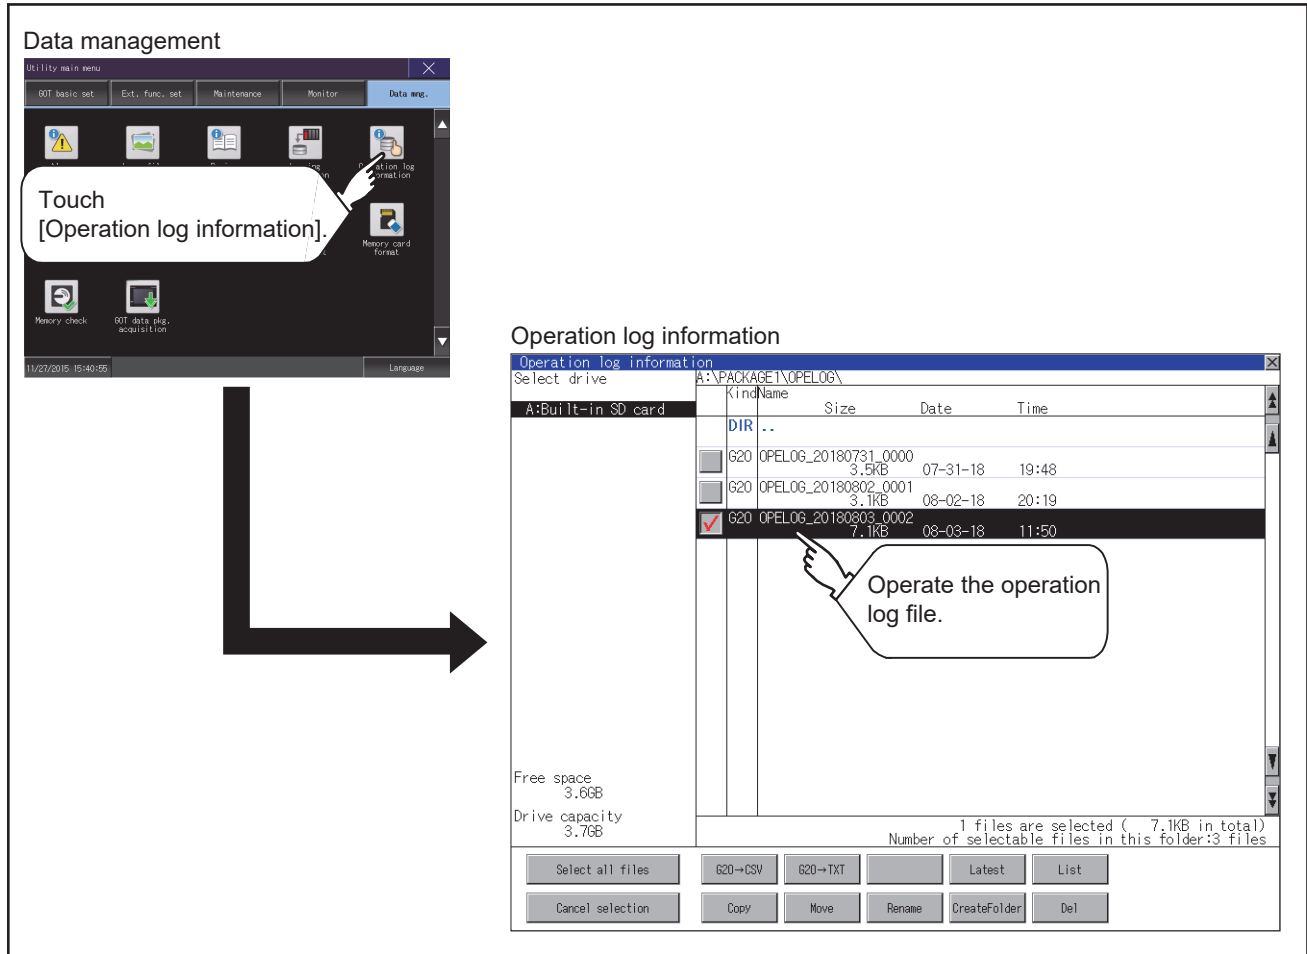 Data management
Utility main menu
GOT basic set
Ext. func. set
Maintenance
Monitor
Data mng.
Operation log
Touch
[Operation log information].
Memory card
format
Memory check
GOT data pkg.
acquisition
11/27/2015 15:40:55
Language
Operation log information
Operation log information
Select drive
A:\PACKAGE1\OPELOG\
A:Built-in SD card
Kind Name
Size Date Time
DIR ..
G20 OPELOG_20180731_0000
3.5KB 07-31-18 19:48
G20 OPELOG_20180802_0001
3.1KB 08-02-18 20:19
G20 OPELOG_20180803_0002
7.1KB 08-03-18 11:50
Operate the operation
log file.
Free space
3.6GB
Drive capacity
3.7GB
1 files are selected ( 7.1KB in total)
Number of selectable files in this folder:3 files
Select all files
G20→CSV
G20→TXT
Latest
List
Cancel selection
Copy
Move
Rename
CreateFolder
Del